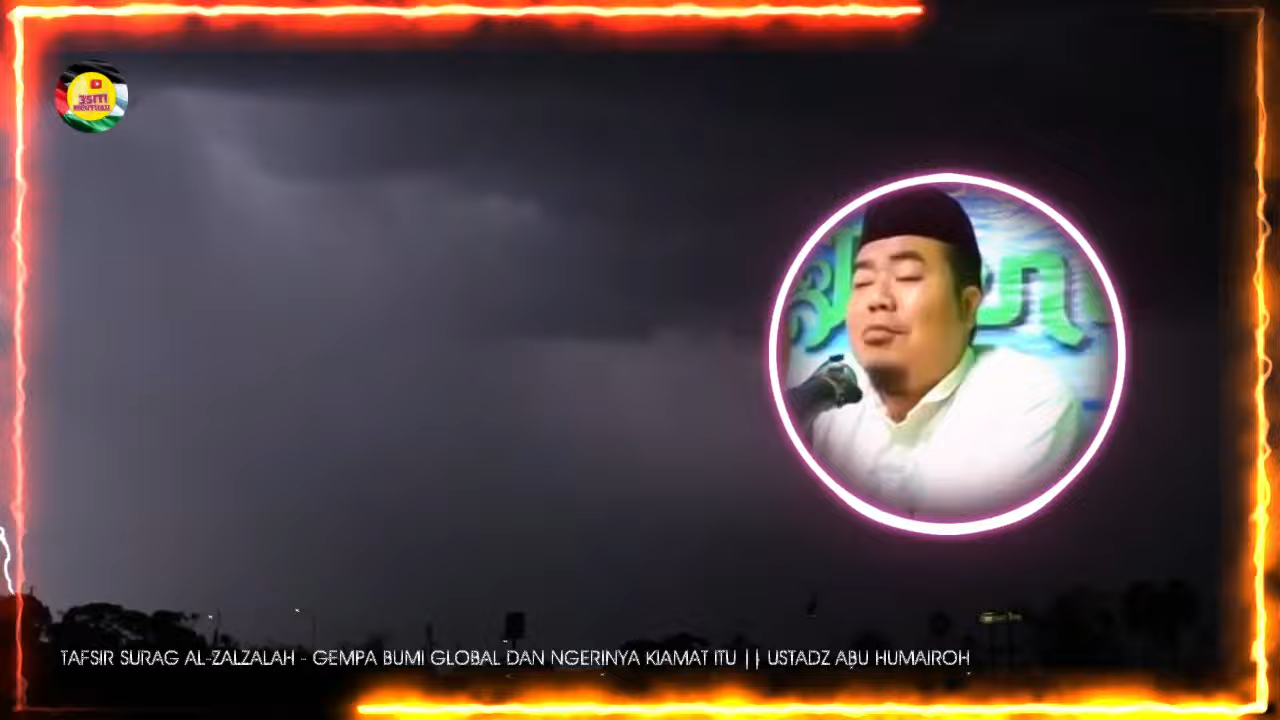 TAFSIR SURAG AL-ZALZALAH - GEMPA BUMI GLOBAL DAN NGERINYA KIAMAT ITU || USTADZ ABU HUMAIROH